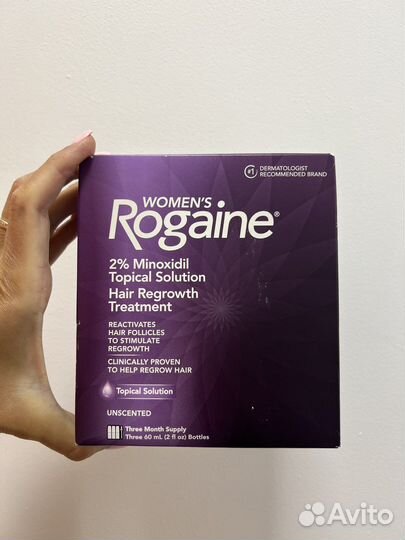 #1 DERMATOLOGIST
RECOMMENDED BRAND
WOMEN'S
Rogaine®
2% Minoxidil
Topical Solution
Hair Regrowth
Treatment
REACTIVATES
HAIR FOLLICLES
TO STIMULATE
REGROWTH
CLINICALLY PROVEN
TO HELP REGROW HAIR
Topical Solution
UNSCENTED
Three Month Supply
Three 60 mL (2 fl oz) Bottles
Avito